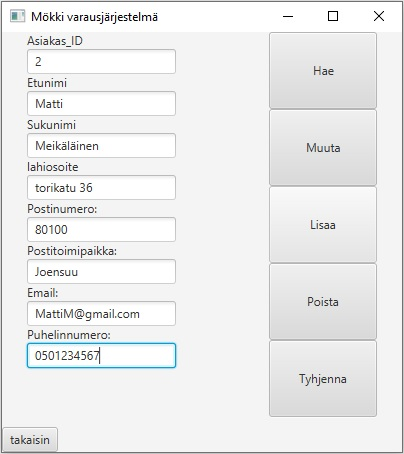 Mökki varausjärjestelmä
Asiakas_ID
2
Etunimi
Matti
Sukunimi
Meikäläinen
lahiosoite
torikatu 36
Postinumero:
80100
Postitoimipaikka:
Joensuu
Email:
MattiM@gmail.com
Puhelinnumero:
0501234567
Hae
Muuta
Lisaa
Poista
Tyhjenna
takaisin